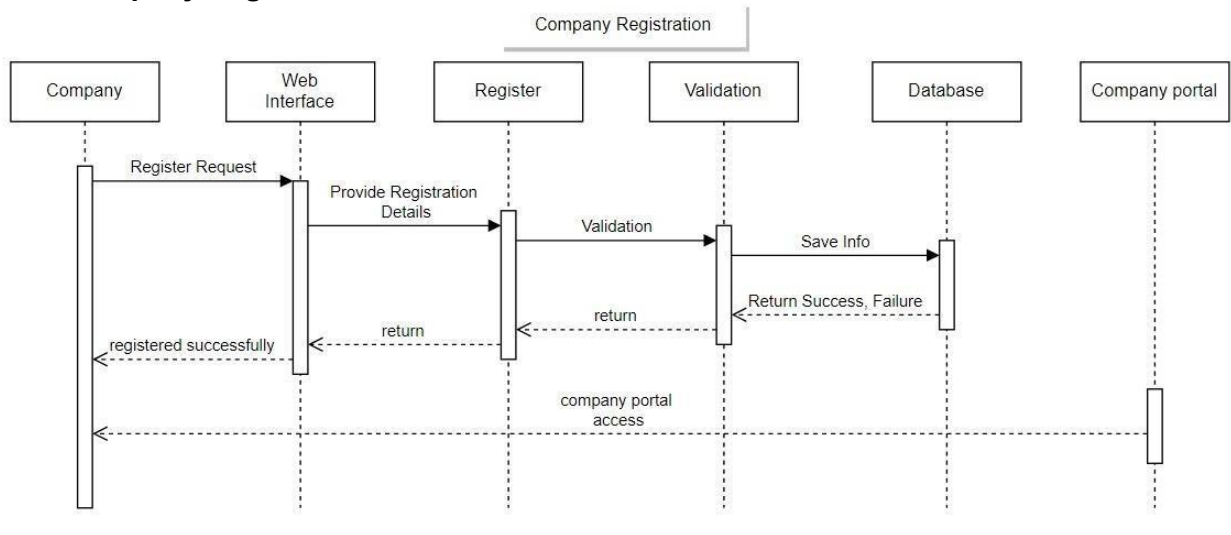 Company Registration
Company
Web
Interface
Register
Validation
Database
Company portal
Register Request
Provide Registration
Details
Validation
Save Info
Return Success, Failure
return
return
registered successfully
company portal
access